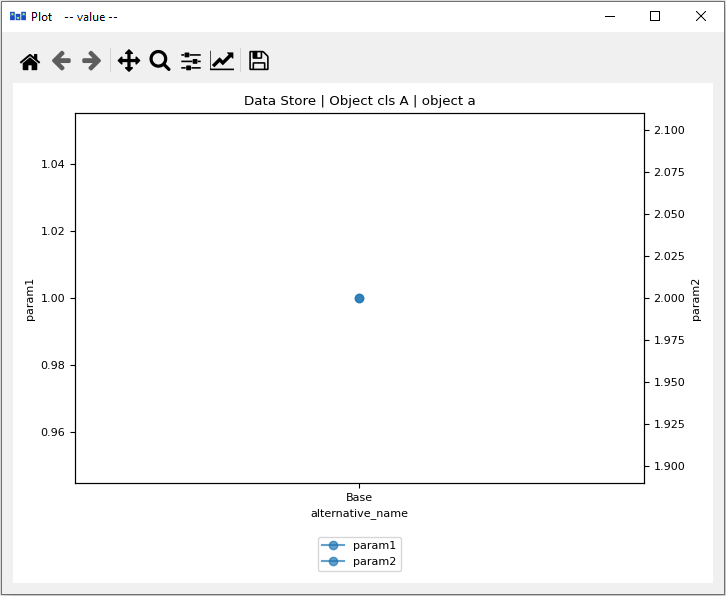 Plot -- value --
Data Store | Object cls A | object a
1.04
1.02
1.00
0.98
0.96
param1
2.100
2.075
2.050
2.025
2.000
1.975
1.950
1.925
1.900
param2
Base
alternative_name
param1
param2